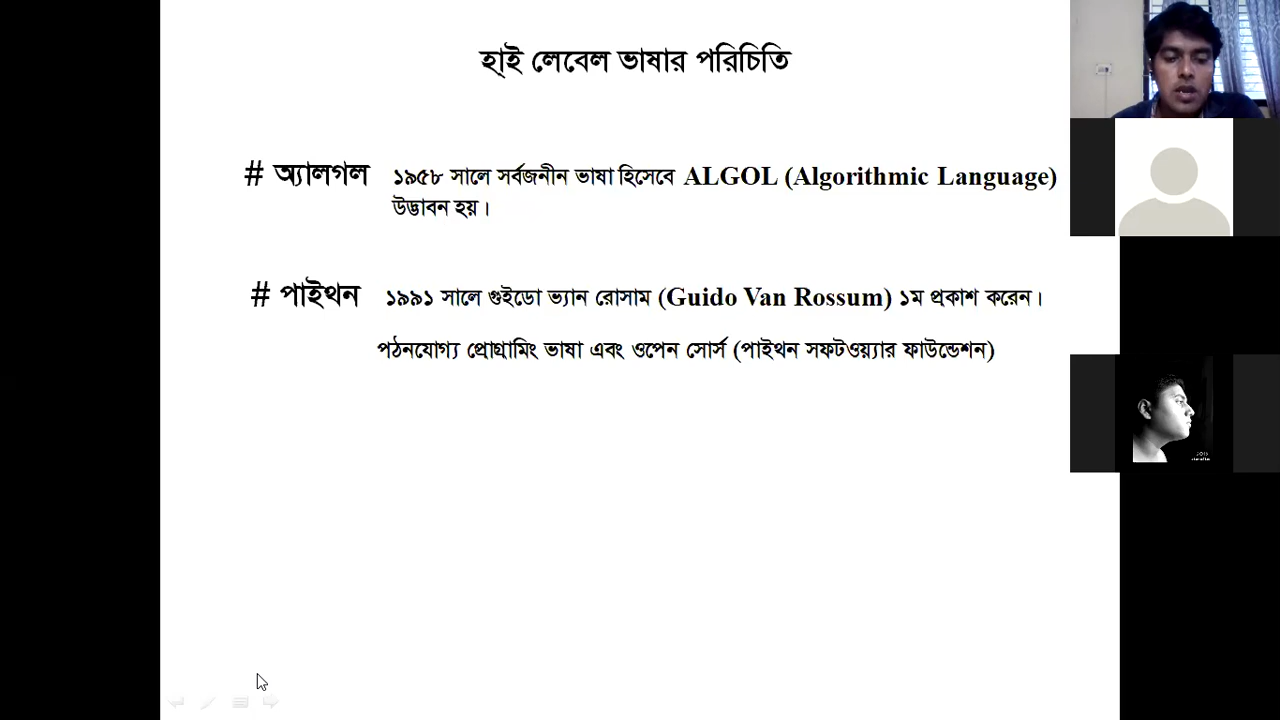 হাই লেবেল ভাষার পরিচিতি
# অ্যালগল ১৯৫৮ সালে সর্বজনীন ভাষা হিসেবে ALGOL (Algorithmic Language)
উদ্ভাবন হয়।
# পাইথন ১৯৯১ সালে গুইডো ভ্যান রোসাম (Guido Van Rossum) ১ম প্রকাশ করেন।
পঠনযোগ্য প্রোগ্রামিং ভাষা এবং ওপেন সোর্স (পাইথন সফটওয়্যার ফাউন্ডেশন)